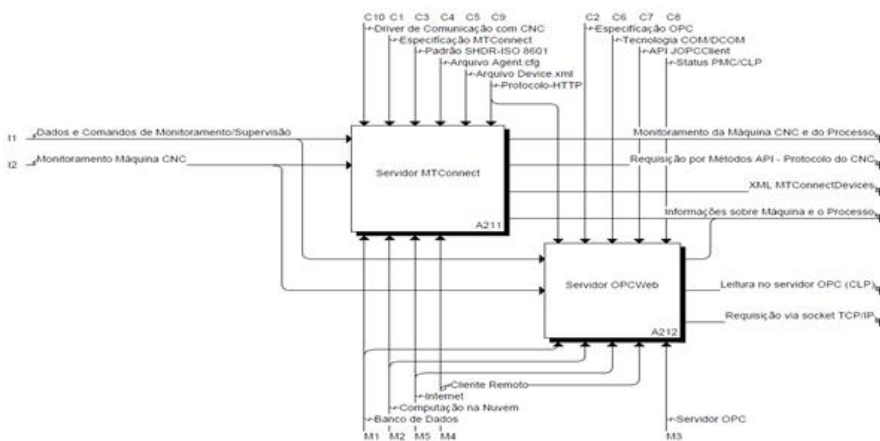 C10 C1 C3 C4 C5 C9 C2 C6 C7 C8
Driver de Comunicação com CNC
Especificação OPC
Especificação MTConnect
Tecnologia COM/DCOM
Padrão SHDR-ISO 8601
API JOPCClient
Arquivo Agent.cfg
Status PMC/CLP
Arquivo Device.xml
Protocolo-HTTP
I1 Dados e Comandos de Monitoramento/Supervisão
Monitoramento da Máquina CNC e do Processo
I2 Monitoramento Máquina CNC
Requisição por Métodos API - Protocolo do CNC
Servidor MTConnect
XML MTConnectDevices
Informações sobre Máquina e o Processo
A211
Servidor OPCWeb
Leitura no servidor OPC (CLP)
Requisição via socket TCP/IP
A212
Cliente Remoto
Internet
Computação na Nuvem
Banco de Dados
Servidor OPC
M1 M2 M5 M4 M3